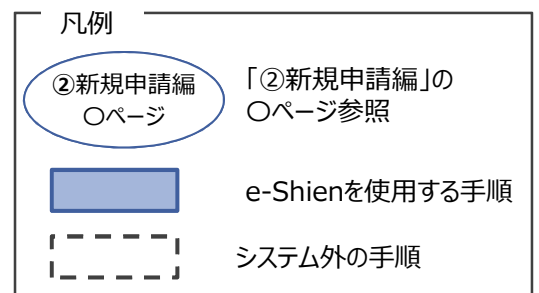 凡例
②新規申請編
〇ページ
「②新規申請編」の
〇ページ参照
e-Shienを使用する手順
システム外の手順